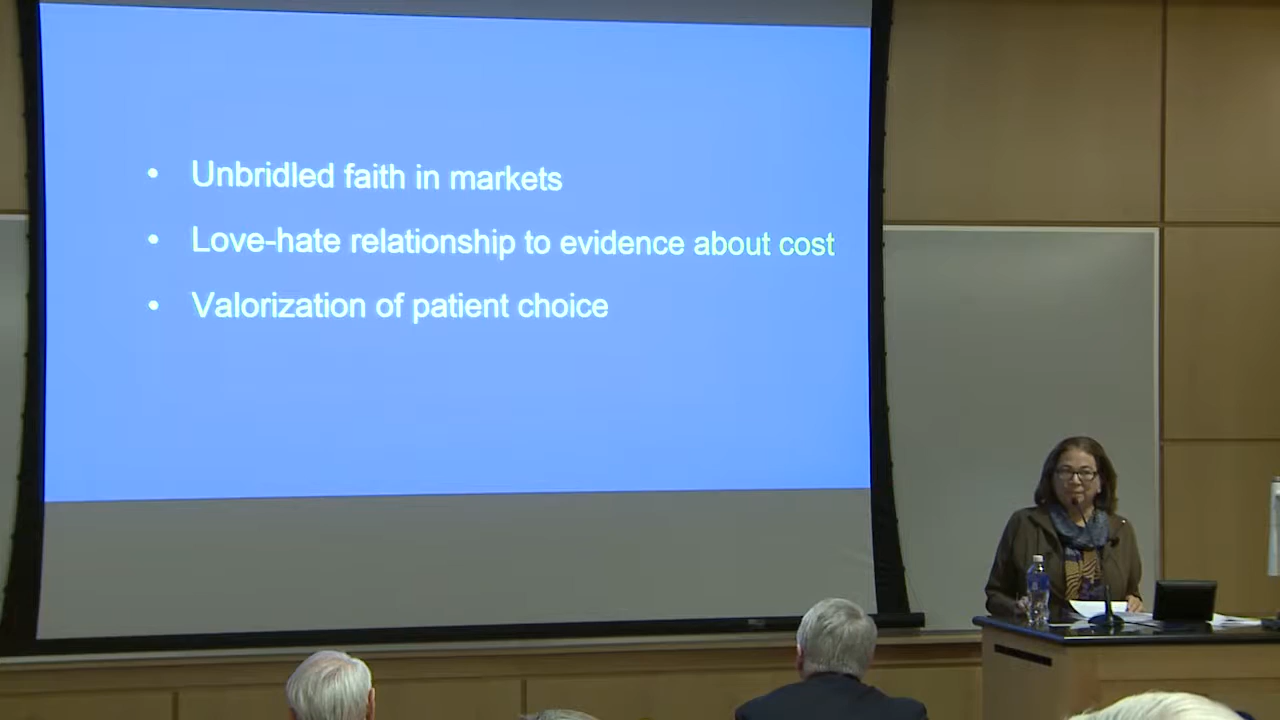 • Unbridled faith in markets
• Love-hate relationship to evidence about cost
• Valorization of patient choice